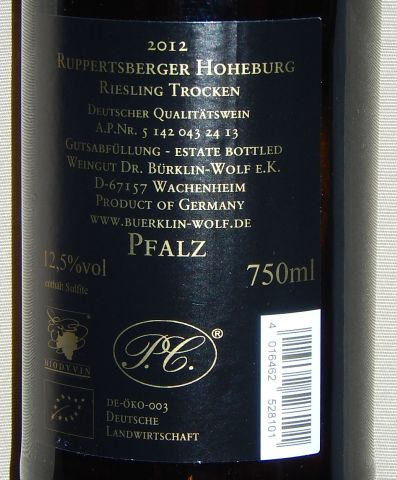 2012
RUPPERTSBERGER HOHEBURG
RIESLING TROCKEN
DEUTSCHER QUALITÄTSWEIN
A.P.NR. 5 142 043 24 13
GUTSABFÜLLUNG - ESTATE BOTTLED
WEINGUT DR. BÜRKLIN-WOLF E.K.
D-67157 WACHENHEIM
PRODUCT OF GERMANY
WWW.BUERKLIN-WOLF.DE
PFALZ
12,5%vol
750ml
enthält Sulfite
BIODYVIN
P.C.®
DE-ÖKO-003
DEUTSCHE
LANDWIRTSCHAFT
4 016462 528101